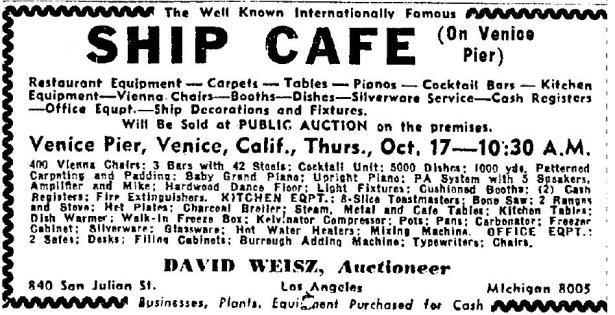 The Well Known Internationally Famous
SHIP CAFE (On Venice Pier)
Restaurant Equipment — Carpets — Tables — Pianos — Cocktail Bars — Kitchen
Equipment—Vienna Chairs—Booths—Dishes—Silverware Service—Cash Registers
—Office Equpt.—Ship Decorations and Fixtures.
Will Be Sold at PUBLIC AUCTION on the premises.
Venice Pier, Venice, Calif., Thurs., Oct. 17—10:30 A.M.
400 Vienna Chairs; 3 Bars with 42 Stools; Cocktail Unit; 5000 Dishes; 1000 yds. Patterned
Carpeting and Padding; Baby Grand Piano; Upright Piano; PA System with 5 Speakers,
Amplifier and Mike; Hardwood Dance Floor; Light Fixtures; Cushioned Booths; (2) Cash
Registers; Fire Extinguishers. KITCHEN EQPT.: 8-Slice Toastmasters; Bone Saw; 2 Ranges
and Stove; Hot Plates; Charcoal Broiler; Steam, Metal and Cafe Tables; Kitchen Tables;
Dish Warmer; Walk-In Freeze Box; Kelvinator Compressor; Pots; Pans; Carbonator; Freezer
Cabinet; Silverware; Glassware; Hot Water Heaters; Mixing Machine. OFFICE EQPT.:
2 Safes; Desks; Filing Cabinets; Burrough Adding Machine; Typewriters; Chairs.
DAVID WEISZ, Auctioneer
840 San Julian St. Los Angeles MIchigan 8005
Businesses, Plants, Equipment Purchased for Cash